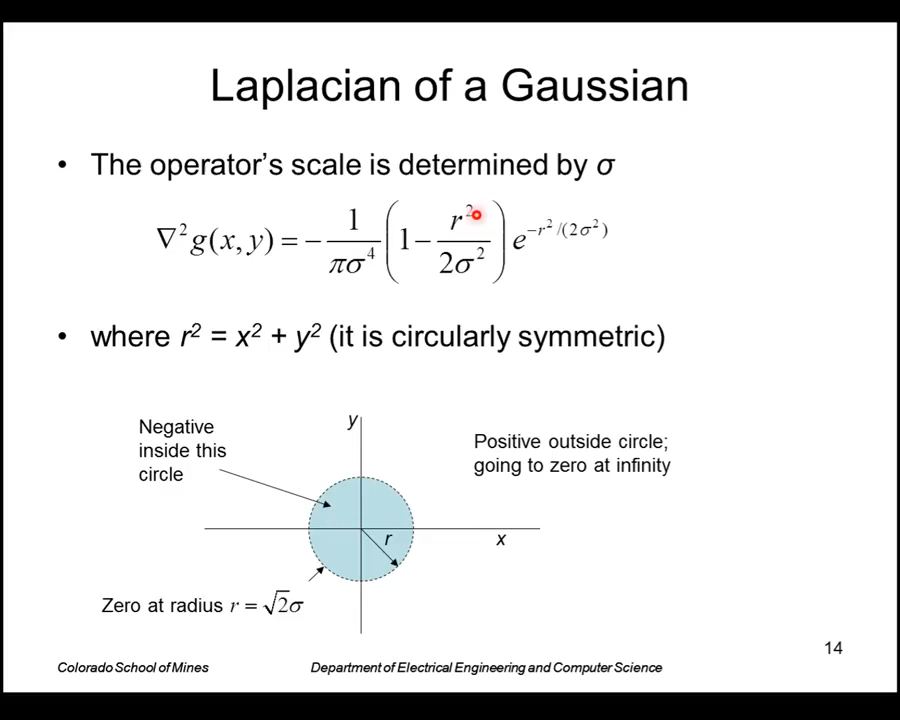 Laplacian of a Gaussian
• The operator's scale is determined by σ
∇²g(x, y) = − 1/(πσ⁴) (1 − r²/(2σ²)) e^(−r²/(2σ²))
• where r² = x² + y² (it is circularly symmetric)
y
Negative
inside this
circle
Positive outside circle;
going to zero at infinity
r
x
Zero at radius r = √2σ
14
Colorado School of Mines
Department of Electrical Engineering and Computer Science